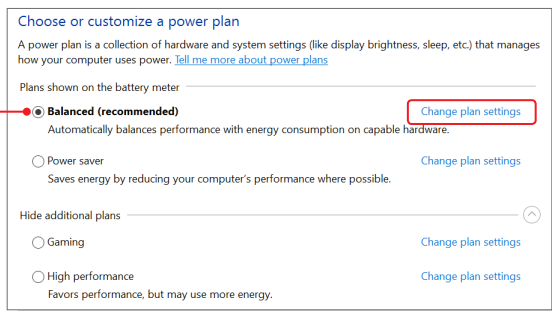 Choose or customize a power plan
A power plan is a collection of hardware and system settings (like display brightness, sleep, etc.) that manages
how your computer uses power. Tell me more about power plans
Plans shown on the battery meter
Balanced (recommended) Change plan settings
Automatically balances performance with energy consumption on capable hardware.
Power saver Change plan settings
Saves energy by reducing your computer's performance where possible.
Hide additional plans
Gaming Change plan settings
High performance Change plan settings
Favors performance, but may use more energy.